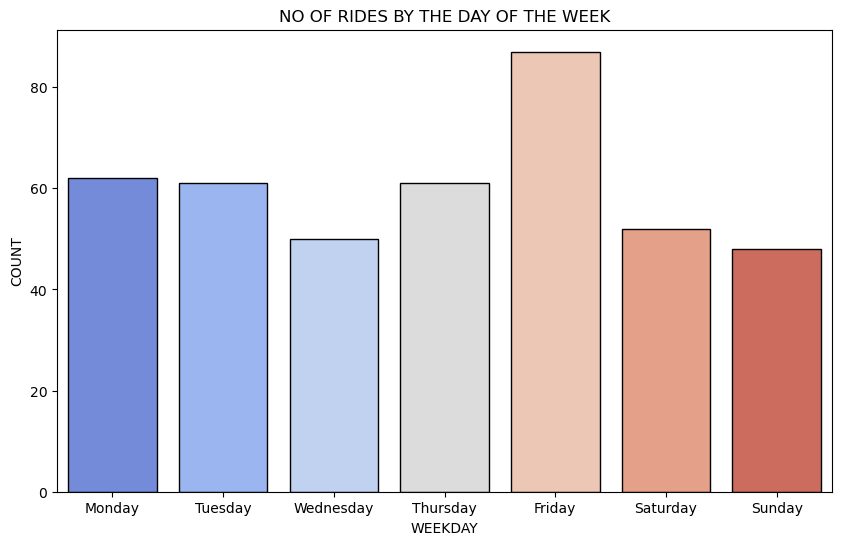 NO OF RIDES BY THE DAY OF THE WEEK
COUNT
80
60
40
20
0
Monday Tuesday Wednesday Thursday Friday Saturday Sunday
WEEKDAY